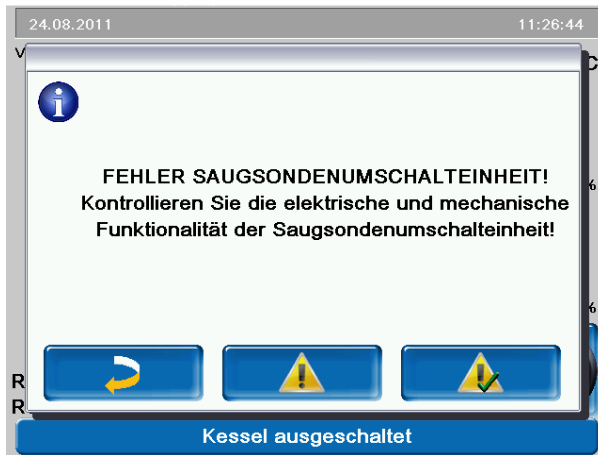 24.08.2011 11:26:44
V
C
FEHLER SAUGSONDENUMSCHALTEINHEIT!
Kontrollieren Sie die elektrische und mechanische
Funktionalität der Saugsondenumschalteinheit!
%
%
R
R
Kessel ausgeschaltet